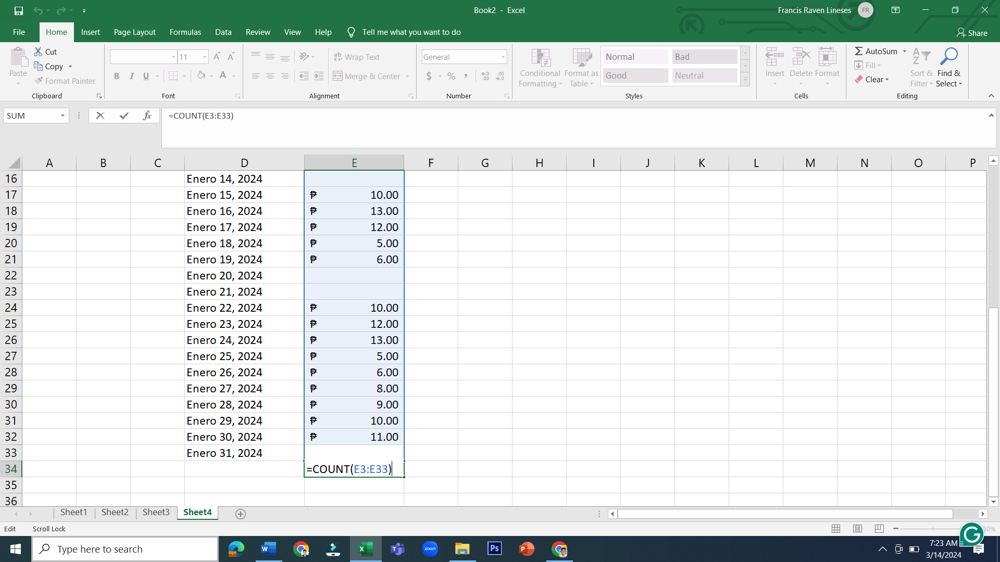 Book2 - Excel
Francis Raven Lineses
FR
File Home Insert Page Layout Formulas Data Review View Help Tell me what you want to do
Share
Paste
Cut
Copy
Format Painter
Clipboard
11
B I U
Font
Wrap Text
Merge & Center
Alignment
General
$ % ,
Number
Conditional Formatting
Format as Table
Normal Bad
Good Neutral
Styles
Insert Delete Format
Cells
AutoSum
Fill
Clear
Sort & Filter
Find & Select
Editing
SUM
fx
=COUNT(E3:E33)
A B C D E F G H I J K L M N O P
16 Enero 14, 2024
17 Enero 15, 2024 ₱ 10.00
18 Enero 16, 2024 ₱ 13.00
19 Enero 17, 2024 ₱ 12.00
20 Enero 18, 2024 ₱ 5.00
21 Enero 19, 2024 ₱ 6.00
22 Enero 20, 2024
23 Enero 21, 2024
24 Enero 22, 2024 ₱ 10.00
25 Enero 23, 2024 ₱ 12.00
26 Enero 24, 2024 ₱ 13.00
27 Enero 25, 2024 ₱ 5.00
28 Enero 26, 2024 ₱ 6.00
29 Enero 27, 2024 ₱ 8.00
30 Enero 28, 2024 ₱ 9.00
31 Enero 29, 2024 ₱ 10.00
32 Enero 30, 2024 ₱ 11.00
33 Enero 31, 2024
34 =COUNT(E3:E33)
35
36
Sheet1 Sheet2 Sheet3 Sheet4
Edit Scroll Lock
30%
Type here to search
zoom
Ps
7:23 AM
3/14/2024